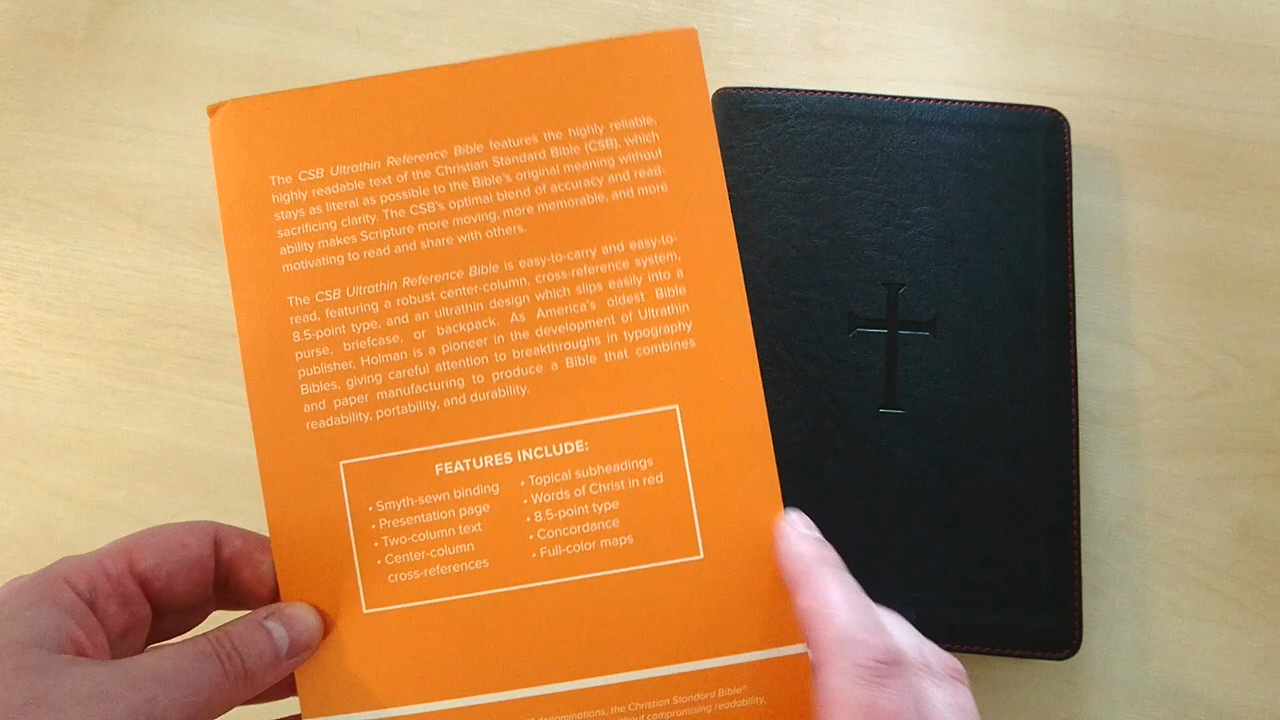 The CSB Ultrathin Reference Bible features the highly reliable,
highly readable text of the Christian Standard Bible (CSB), which
stays as literal as possible to the Bible's original meaning without
sacrificing clarity. The CSB's optimal blend of accuracy and read-
ability makes Scripture more moving, more memorable, and more
motivating to read and share with others.
The CSB Ultrathin Reference Bible is easy-to-carry and easy-to-
read, featuring a robust center-column, cross-reference system,
8.5-point type, and an ultrathin design which slips easily into a
purse, briefcase, or backpack. As America's oldest Bible
publisher, Holman is a pioneer in the development of Ultrathin
Bibles, giving careful attention to breakthroughs in typography
and paper manufacturing to produce a Bible that combines
readability, portability, and durability.
FEATURES INCLUDE:
• Smyth-sewn binding
• Presentation page
• Two-column text
• Center-column
cross-references
• Topical subheadings
• Words of Christ in red
• 8.5-point type
• Concordance
• Full-color maps
denominations, the Christian Standard Bible®
without compromising readability,